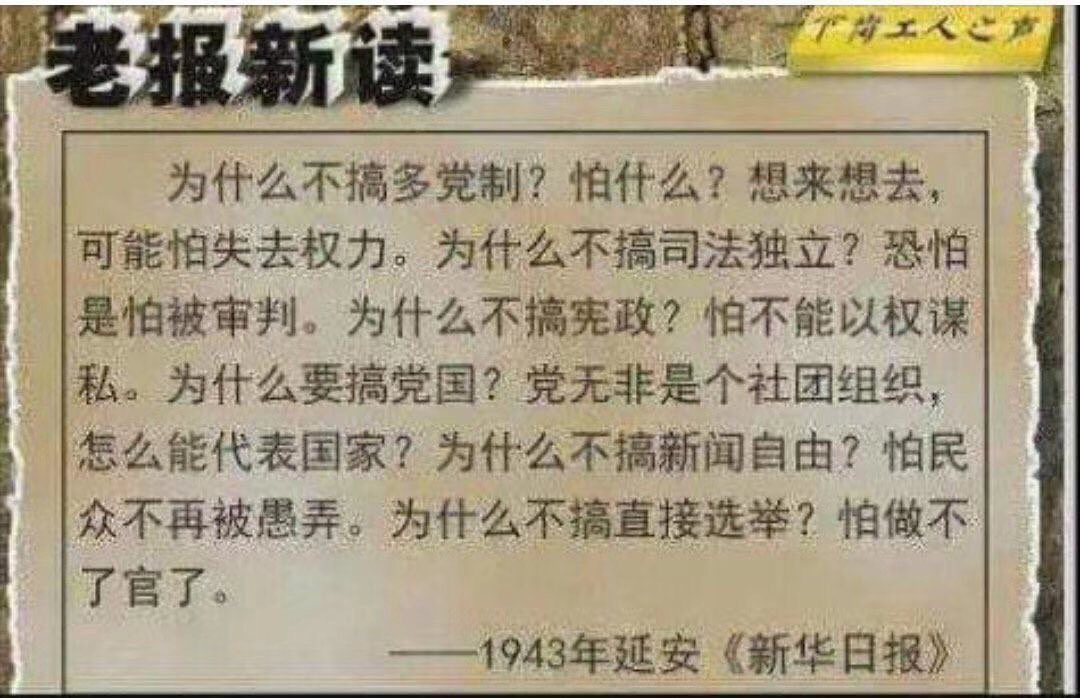 老报新读
下岗工人之声
为什么不搞多党制？怕什么？想来想去，
可能怕失去权力。为什么不搞司法独立？恐怕
是怕被审判。为什么不搞宪政？怕不能以权谋
私。为什么要搞党国？党无非是个社团组织，
怎么能代表国家？为什么不搞新闻自由？怕民
众不再被愚弄。为什么不搞直接选举？怕做不
了官了。
——1943年延安《新华日报》